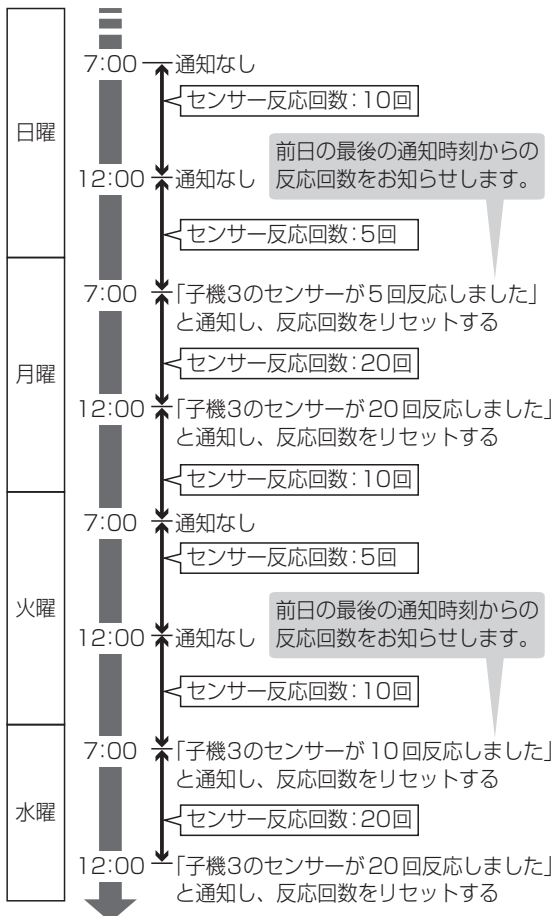 日曜
7:00 通知なし
センサー反応回数：10回
前日の最後の通知時刻からの
反応回数をお知らせします。
12:00 通知なし
センサー反応回数：5回
月曜
7:00 「子機3のセンサーが5回反応しました」
と通知し、反応回数をリセットする
センサー反応回数：20回
12:00 「子機3のセンサーが20回反応しました」
と通知し、反応回数をリセットする
センサー反応回数：10回
火曜
7:00 通知なし
センサー反応回数：5回
前日の最後の通知時刻からの
反応回数をお知らせします。
12:00 通知なし
センサー反応回数：10回
水曜
7:00 「子機3のセンサーが10回反応しました」
と通知し、反応回数をリセットする
センサー反応回数：20回
12:00 「子機3のセンサーが20回反応しました」
と通知し、反応回数をリセットする